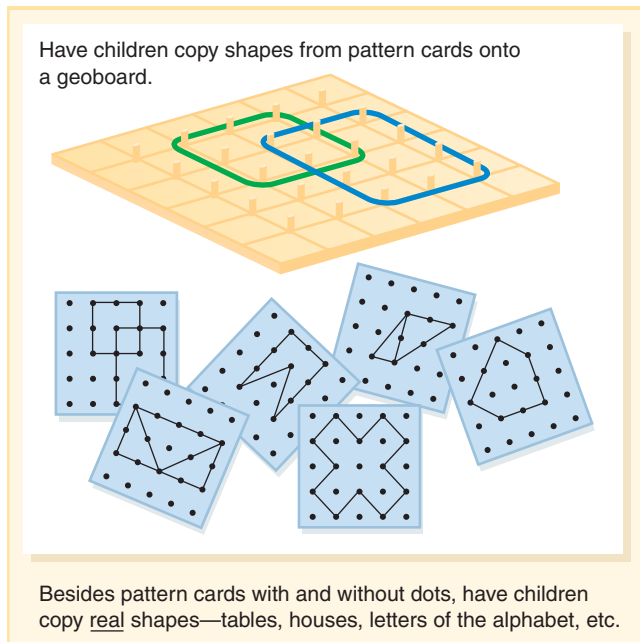 Have children copy shapes from pattern cards onto
a geoboard.
Besides pattern cards with and without dots, have children
copy real shapes—tables, houses, letters of the alphabet, etc.